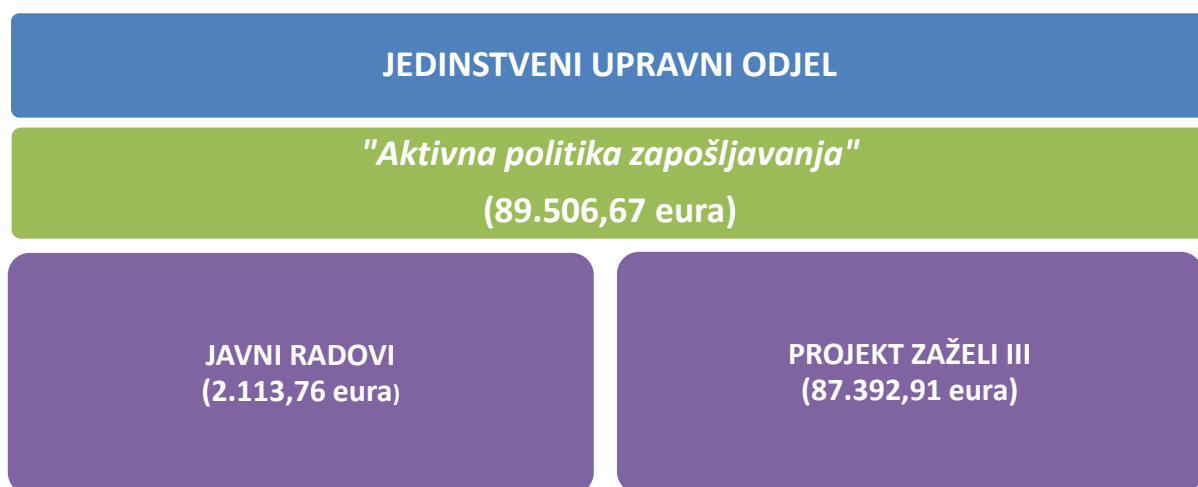 JEDINSTVENI UPRAVNI ODJEL
"Aktivna politika zapošljavanja"
(89.506,67 eura)
JAVNI RADOVI
(2.113,76 eura)
PROJEKT ZAŽELI III
(87.392,91 eura)